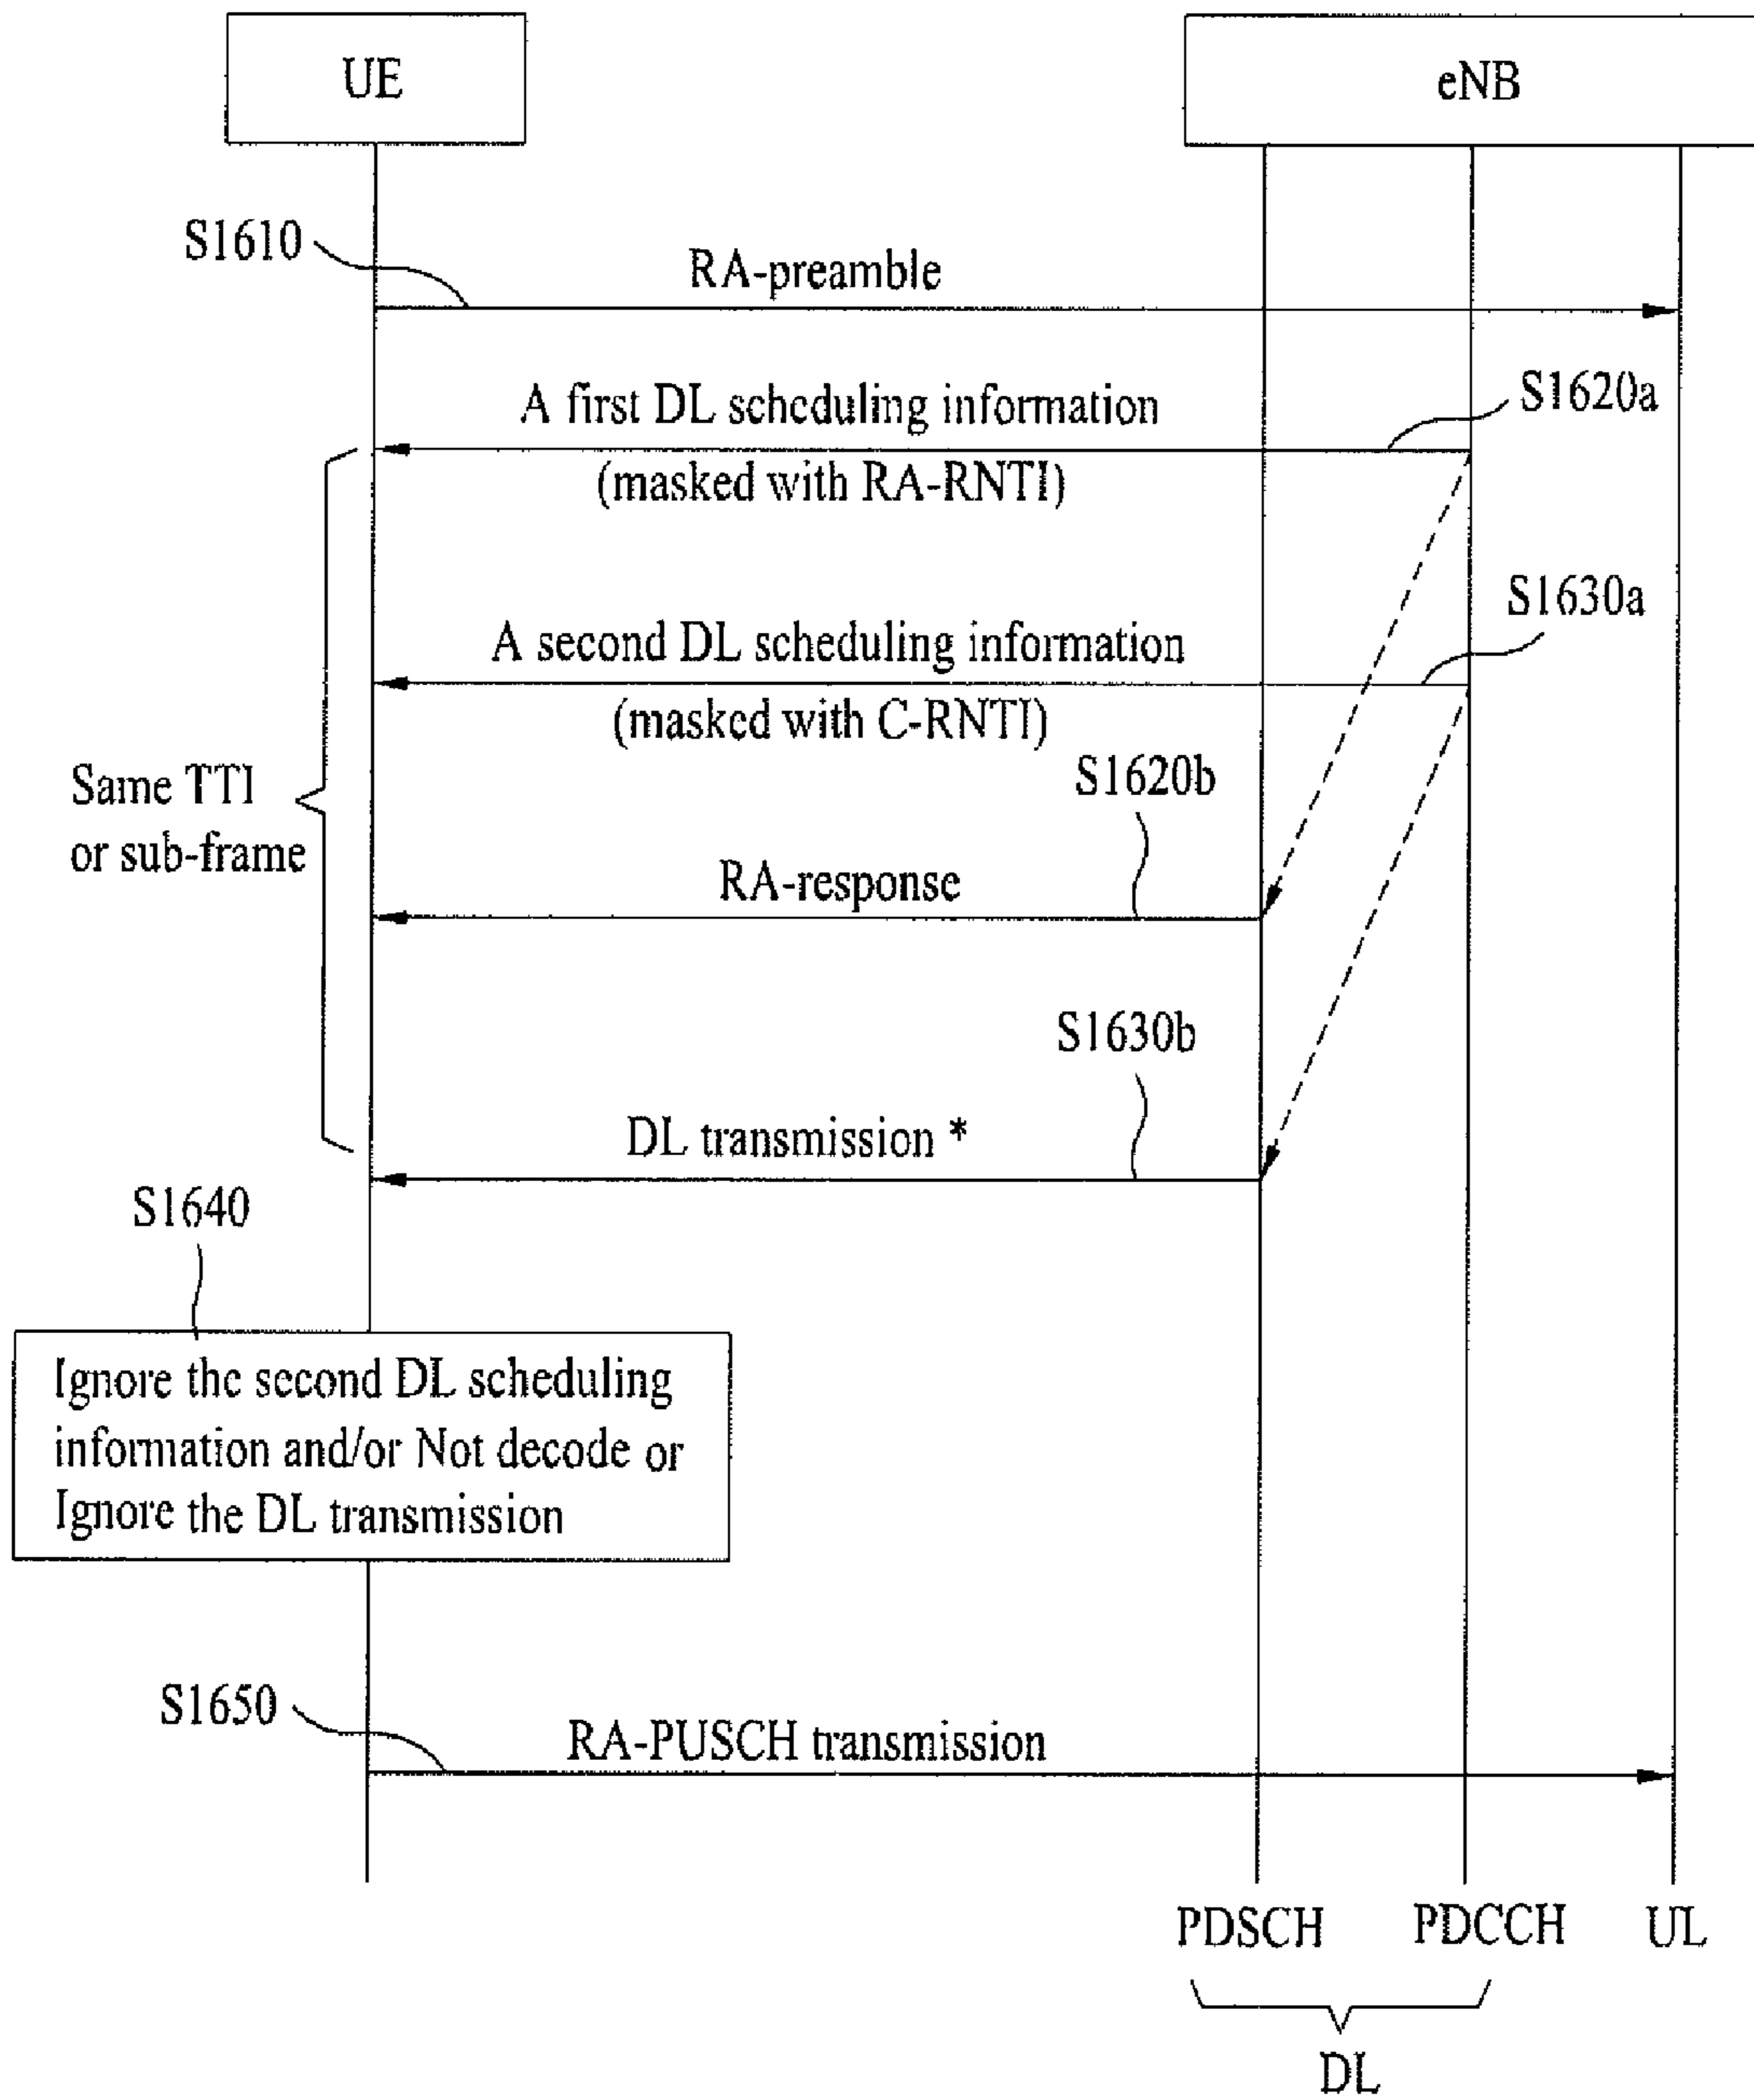 UE
eNB
S1610
RA-preamble
A first DL scheduling information
S1620a
(masked with RA-RNTI)
S1630a
A second DL scheduling information
(masked with C-RNTI)
S1620b
Same TTI
or sub-frame
RA-response
S1630b
DL transmission *
S1640
Ignore the second DL scheduling
information and/or Not decode or
Ignore the DL transmission
S1650
RA-PUSCH transmission
PDSCH
PDCCH
UL
DL